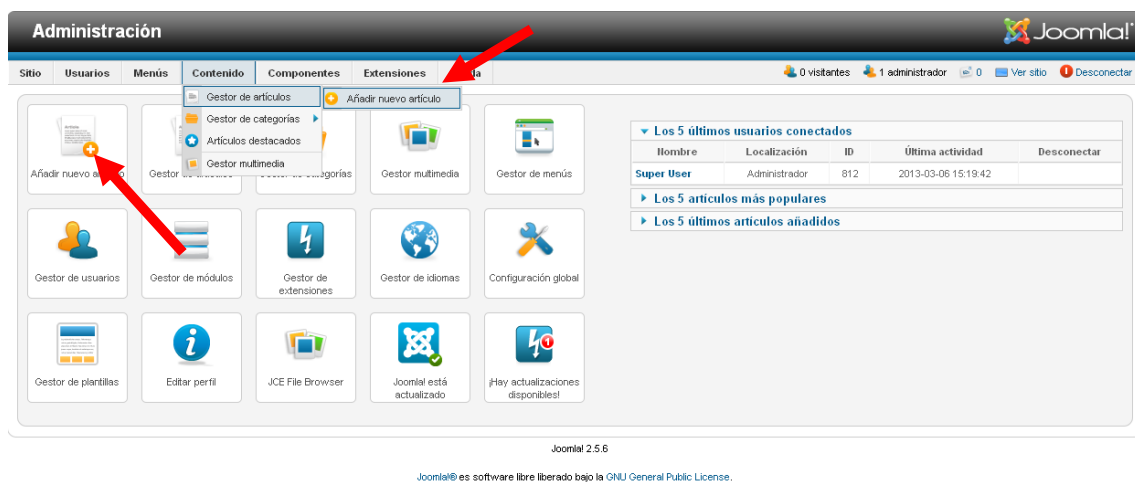 Administración
Joomla!
Sitio Usuarios Menús Contenido Componentes Extensiones
0 visitantes 1 administrador 0 Ver sitio Desconectar
Gestor de artículos
Añadir nuevo artículo
Gestor de categorías
Artículos destacados
Gestor multimedia
Añadir nuevo
Gestor
Gestor multimedia
Gestor de menús
Gestor de usuarios
Gestor de módulos
Gestor de
extensiones
Gestor de idiomas
Configuración global
Gestor de plantillas
Editar perfil
JCE File Browser
Joomla! está
actualizado
1
¡Hay actualizaciones
disponibles!
Los 5 últimos usuarios conectados
Nombre Localización ID Última actividad Desconectar
Super User Administrador 812 2013-03-06 15:19:42
Los 5 artículos más populares
Los 5 últimos artículos añadidos
Joomla! 2.5.6
Joomla!® es software libre liberado bajo la GNU General Public License.